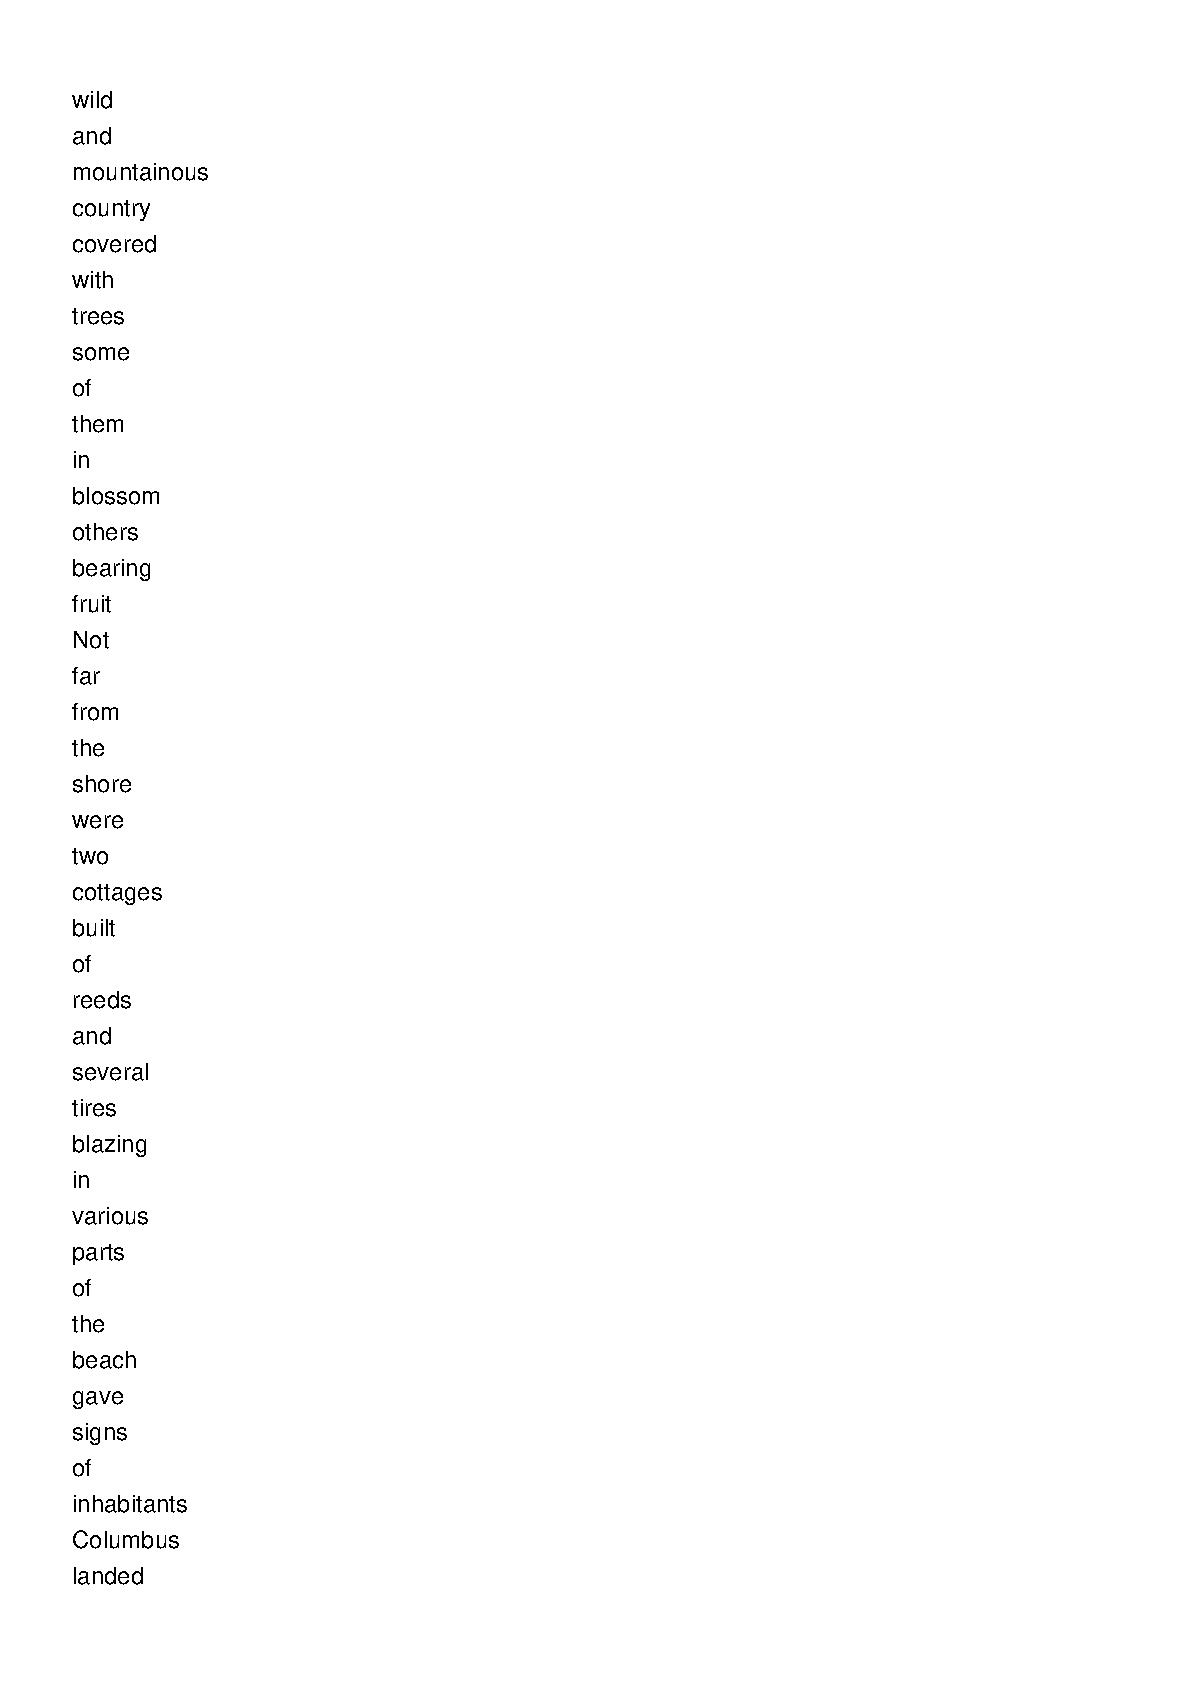 wild
and
mountainous
country
covered
with
trees
some
of
them
in
blossom
others
bearing
fruit
Not
far
from
the
shore
were
two
cottages
built
of
reeds
and
several
tires
blazing
in
various
parts
of
the
beach
gave
signs
of
inhabitants
Columbus
landed